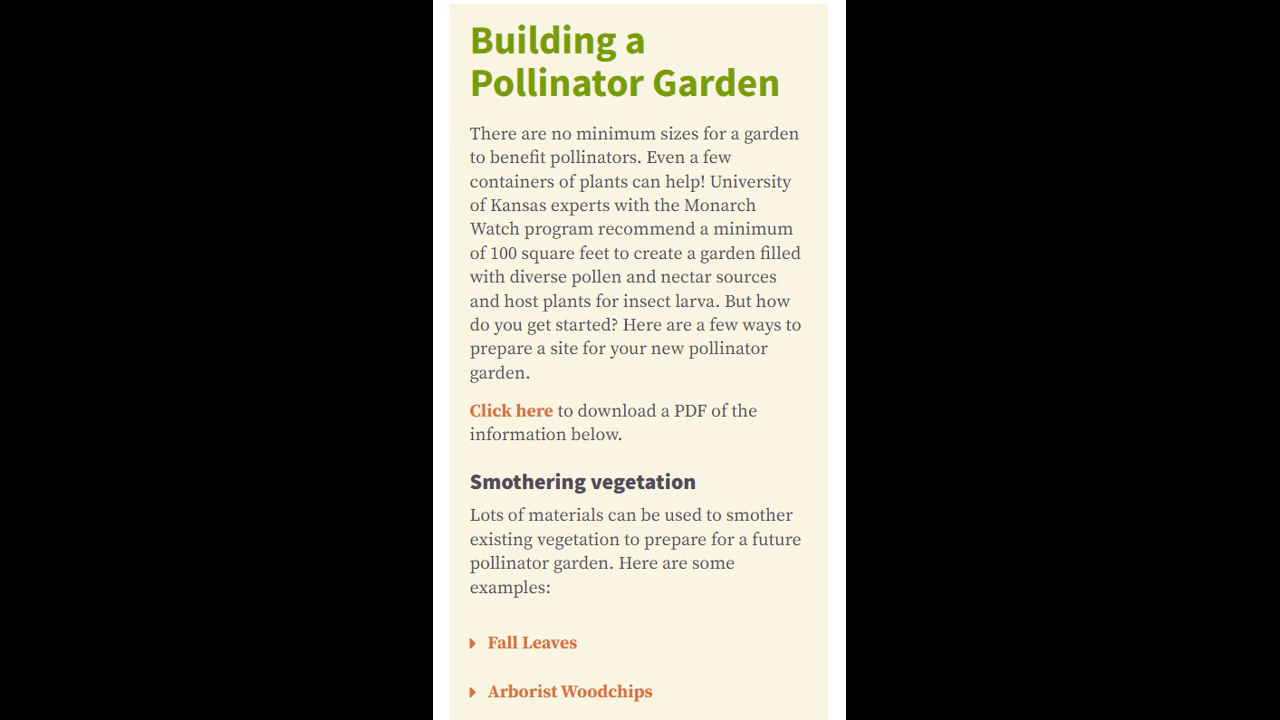 Building a
Pollinator Garden
There are no minimum sizes for a garden
to benefit pollinators. Even a few
containers of plants can help! University
of Kansas experts with the Monarch
Watch program recommend a minimum
of 100 square feet to create a garden filled
with diverse pollen and nectar sources
and host plants for insect larva. But how
do you get started? Here are a few ways to
prepare a site for your new pollinator
garden.
Click here to download a PDF of the
information below.
Smothering vegetation
Lots of materials can be used to smother
existing vegetation to prepare for a future
pollinator garden. Here are some
examples:
Fall Leaves
Arborist Woodchips